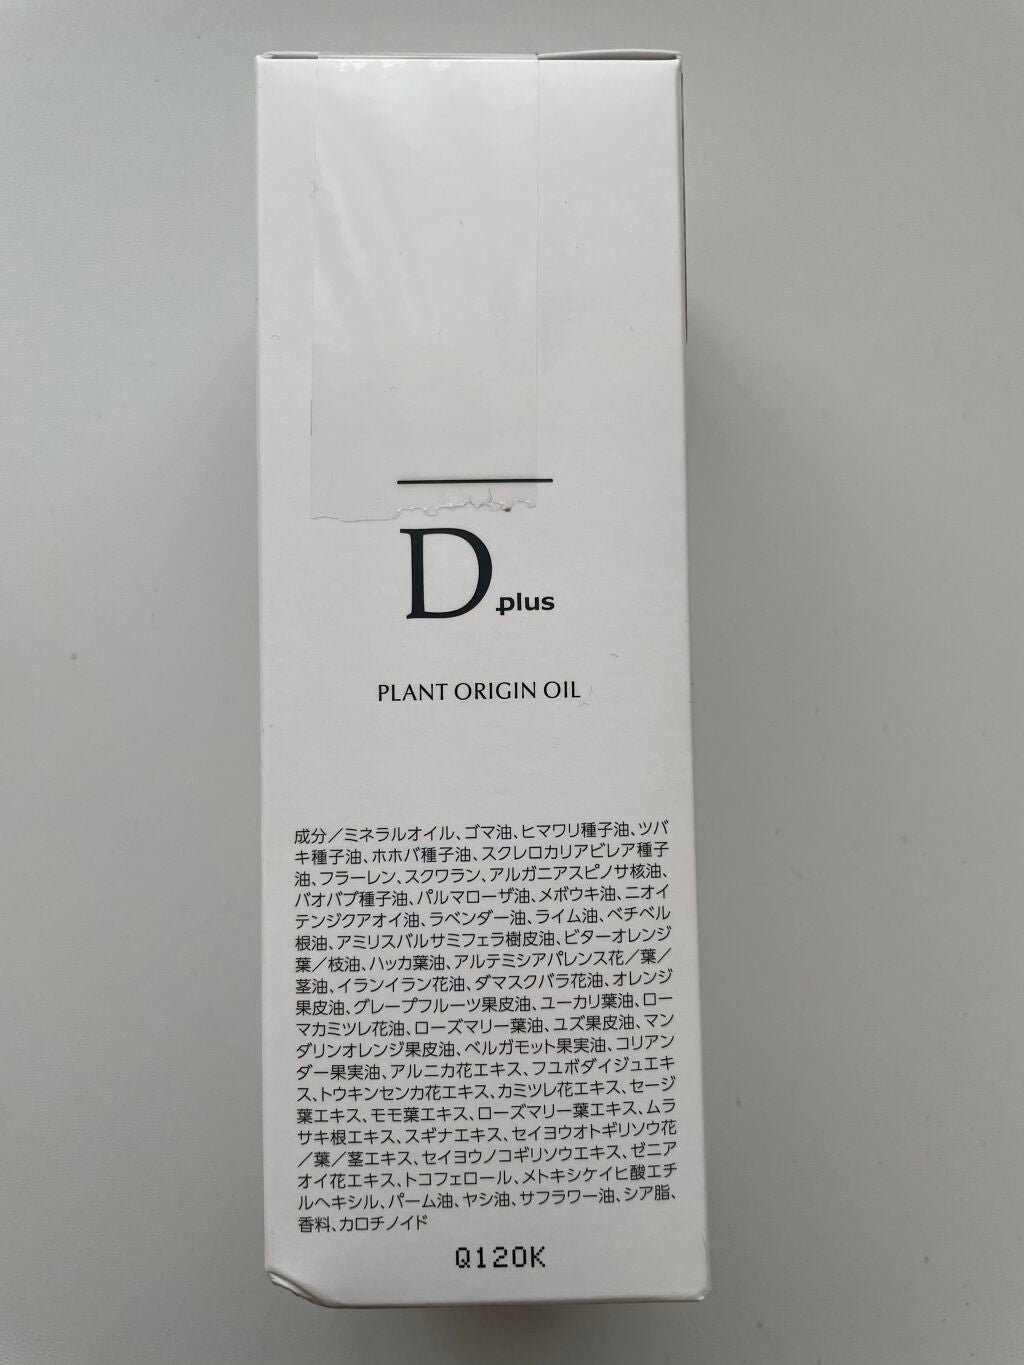 D.plus
PLANT ORIGIN OIL
成分／ミネラルオイル、ゴマ油、ヒマワリ種子油、ツバ
キ種子油、ホホバ種子油、スクレロカリアビレア種子
油、フラーレン、スクワラン、アルガニアスピノサ核油、
バオバブ種子油、パルマローザ油、メボウキ油、ニオイ
テンジクアオイ油、ラベンダー油、ライム油、ベチベル
根油、アミリスバルサミフェラ樹皮油、ビターオレンジ
葉／枝油、ハッカ葉油、アルテミシアパレンス花／葉／
茎油、イランイラン花油、ダマスクバラ花油、オレンジ
果皮油、グレープフルーツ果皮油、ユーカリ葉油、ロー
マカミツレ花油、ローズマリー葉油、ユズ果皮油、マン
ダリンオレンジ果皮油、ベルガモット果実油、コリアン
ダー果実油、アルニカ花エキス、フユボダイジュエキ
ス、トウキンセンカ花エキス、カミツレ花エキス、セージ
葉エキス、モモ葉エキス、ローズマリー葉エキス、ムラ
サキ根エキス、スギナエキス、セイヨウオトギリソウ花
／葉／茎エキス、セイヨウノコギリソウエキス、ゼニア
オイ花エキス、トコフェロール、メトキシケイヒ酸エチ
ルヘキシル、パーム油、ヤシ油、サフラワー油、シア脂、
香料、カロチノイド
Q120K